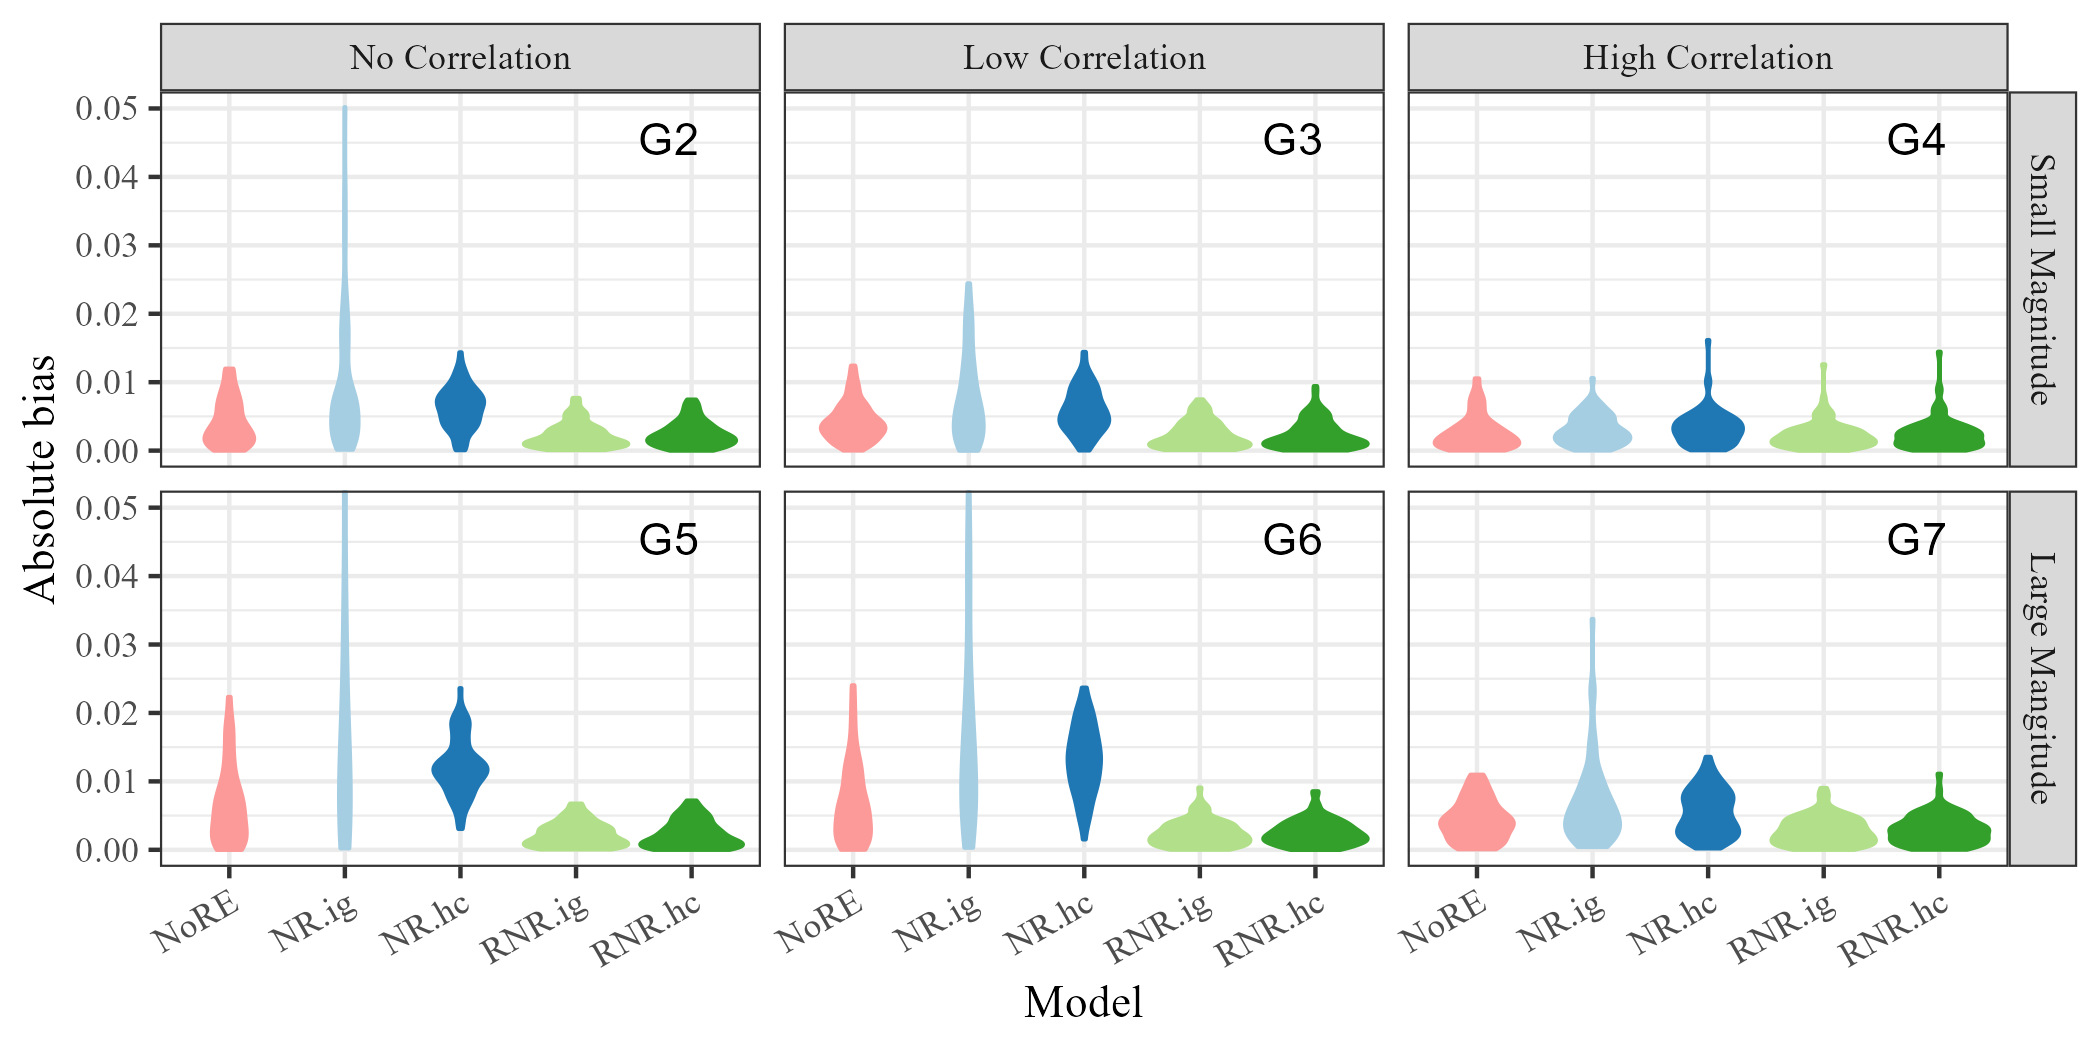 No Correlation
Low Correlation
High Correlation
Absolute bias
0.05
0.04
0.03
0.02
0.01
0.00
G2
G3
G4
Small Magnitude
0.05
0.04
0.03
0.02
0.01
0.00
G5
G6
G7
Large Mangitude
NoRE
NR.ig
NR.hc
RNR.ig
RNR.hc
NoRE
NR.ig
NR.hc
RNR.ig
RNR.hc
NoRE
NR.ig
NR.hc
RNR.ig
RNR.hc
Model